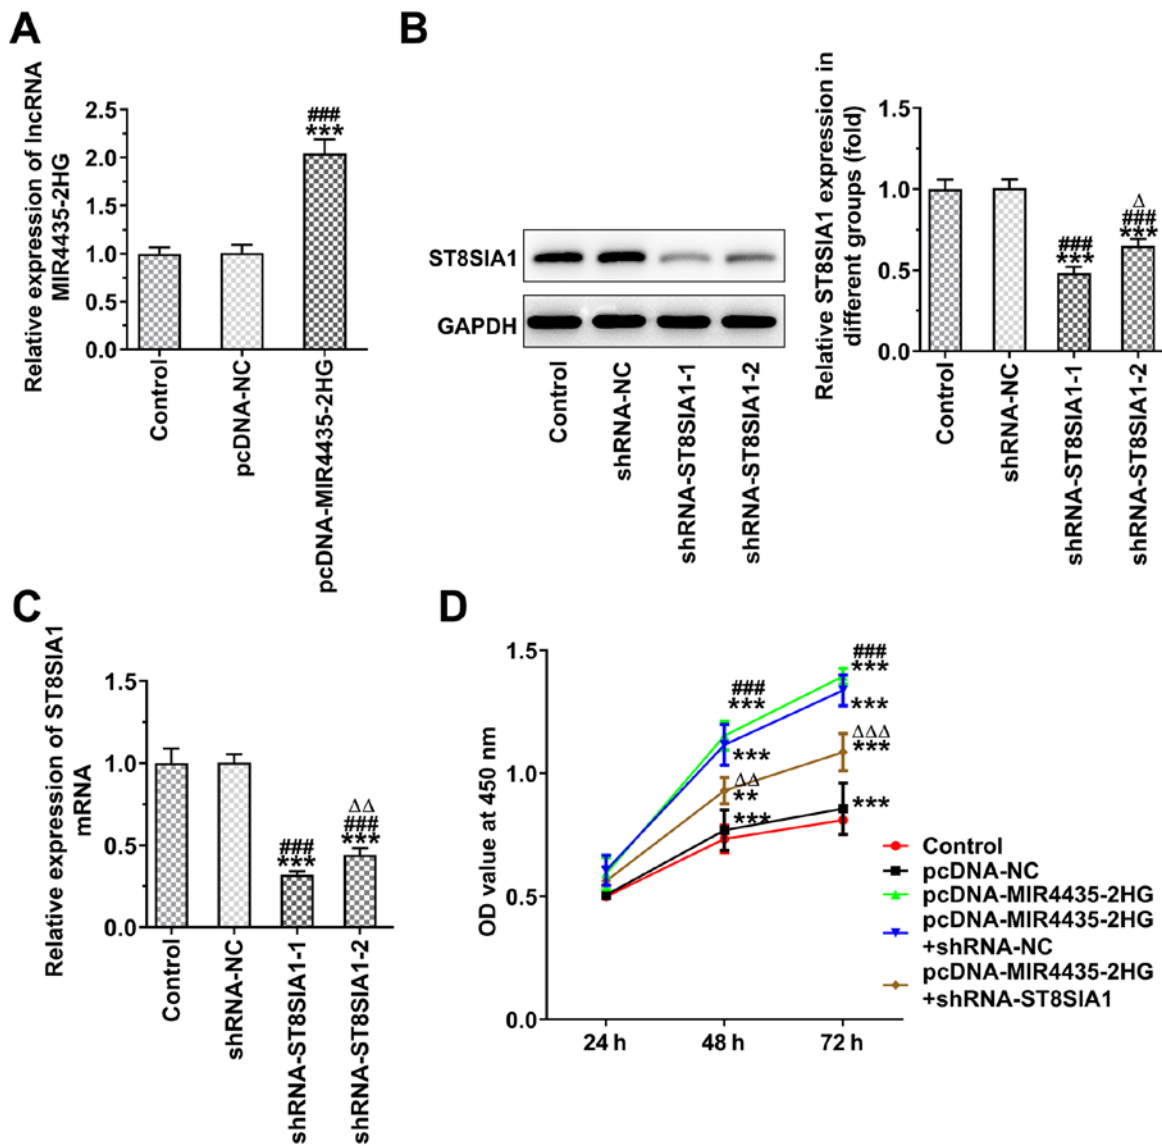 A
Relative expression of lncRNA
MIR4435-2HG
2.5
2.0
1.5
1.0
0.5
0.0
###
***
Control
pcDNA-NC
pcDNA-MIR4435-2HG
B
ST8SIA1
GAPDH
Control
shRNA-NC
shRNA-ST8SIA1-1
shRNA-ST8SIA1-2
Relative ST8SIA1 expression in
different groups (fold)
1.5
1.0
0.5
0.0
###
***
Δ
###
***
Control
shRNA-NC
shRNA-ST8SIA1-1
shRNA-ST8SIA1-2
C
Relative expression of ST8SIA1
mRNA
1.5
1.0
0.5
0.0
###
***
ΔΔ
###
***
Control
shRNA-NC
shRNA-ST8SIA1-1
shRNA-ST8SIA1-2
D
OD value at 450 nm
1.5
1.0
0.5
0.0
###
***
***
ΔΔ
**
***
###
***
***
ΔΔΔ
***
***
24 h
48 h
72 h
Control
pcDNA-NC
pcDNA-MIR4435-2HG
pcDNA-MIR4435-2HG
+shRNA-NC
pcDNA-MIR4435-2HG
+shRNA-ST8SIA1